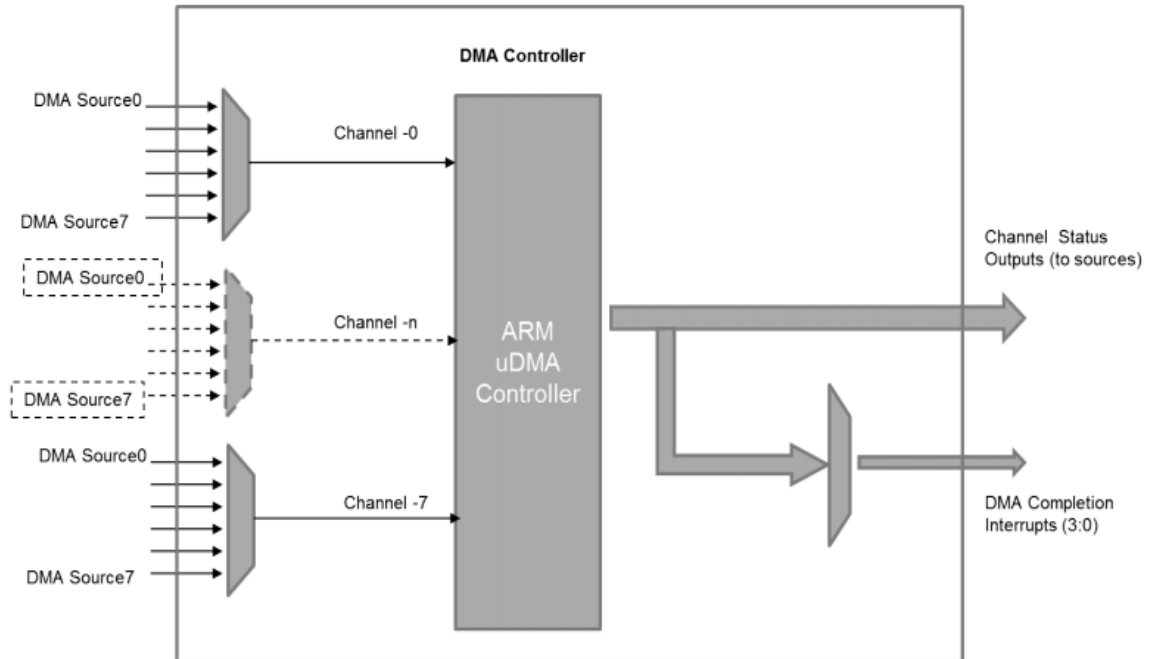 DMA Controller
DMA Source0
Channel -0
DMA Source7
DMA Source0
Channel -n
DMA Source7
DMA Source0
Channel -7
DMA Source7
ARM
uDMA
Controller
Channel Status
Outputs (to sources)
DMA Completion
Interrupts (3:0)